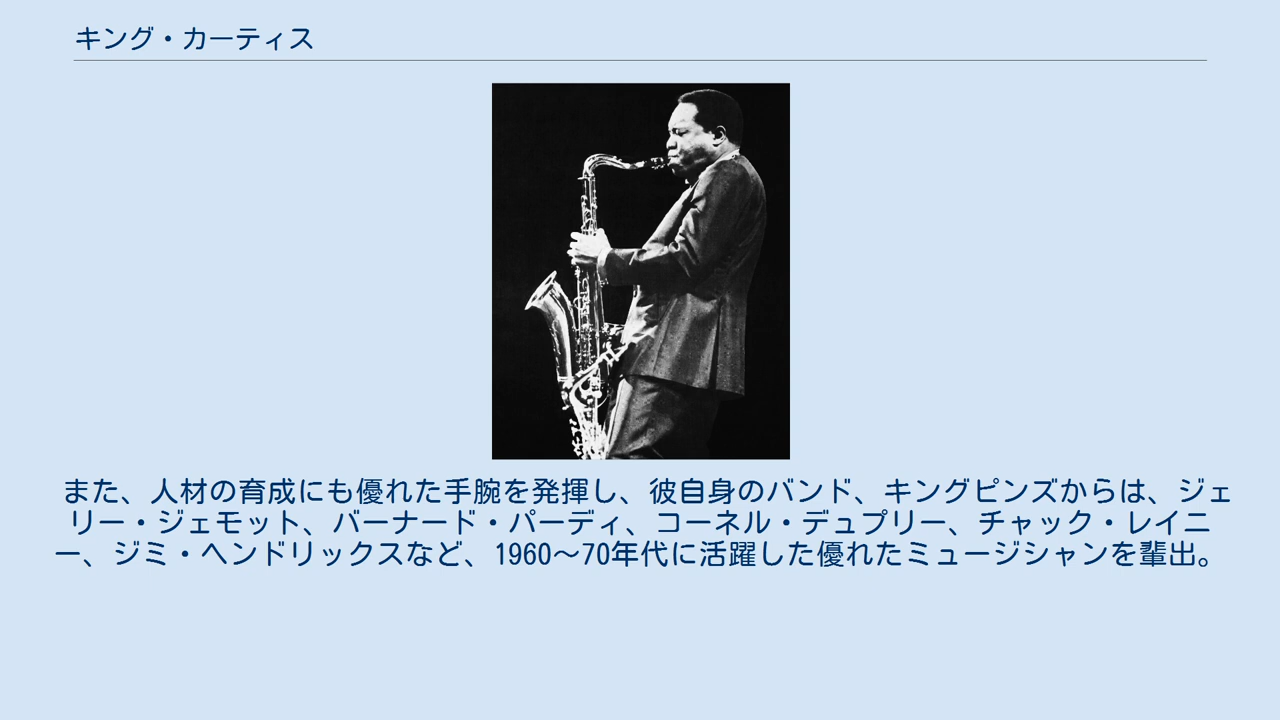 キング・カーティス
また、人材の育成にも優れた手腕を発揮し、彼自身のバンド、キングピンズからは、ジェ
リー・ジェモット、バーナード・パーディ、コーネル・デュプリー、チャック・レイニ
ー、ジミ・ヘンドリックスなど、1960〜70年代に活躍した優れたミュージシャンを輩出。